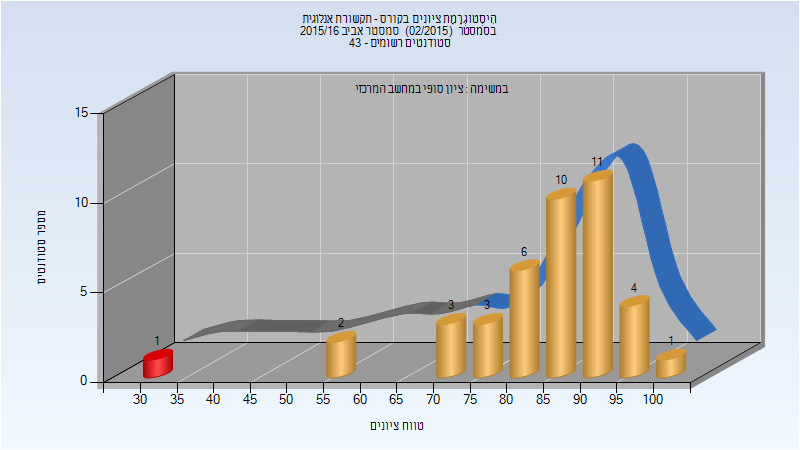 היסטוגרמת ציונים בקורס - תקשורת אנלוגית
בסמסטר (02/2015) סמסטר אביב 2015/16
סטודנטים רשומים - 43
במשימה : ציון סופי במחשב המרכזי
מספר סטודנטים
15
10
5
0
1
2
3
3
6
10
11
4
1
30 35 40 45 50 55 60 65 70 75 80 85 90 95 100
טווח ציונים